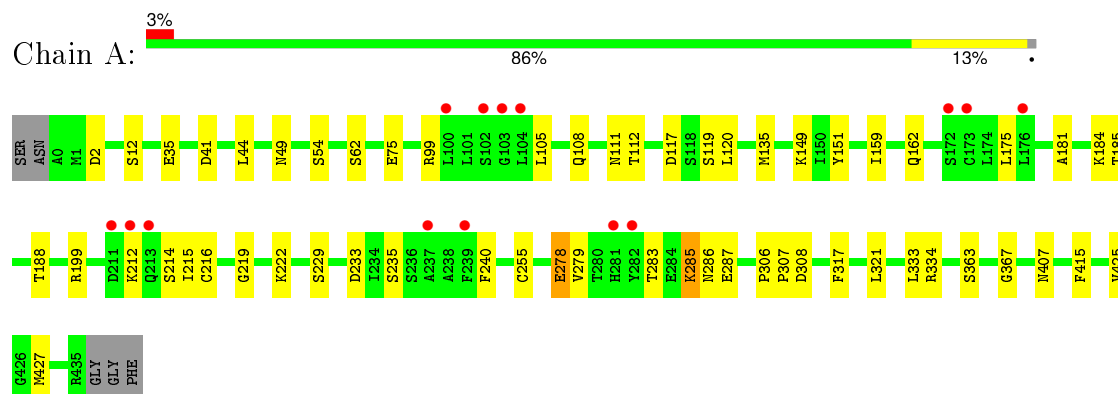 3%
Chain A:
86% 13% •
SER ASN A0 M1 D2 S12 E35 D41 L44 N49 S54 S62 E75 R99 L100 L101 S102 G103 L104 L105 Q108 N111 T112 D117 S118 S119 L120 M135 K149 I150 Y151 I159 Q162 S172 C173 L174 L175 L176 A181 K184 T185
T188 R199 D211 K212 Q213 S214 I215 C216 G219 K222 S229 D233 I234 S235 S236 A237 A238 F239 F240 C255 E278 V279 T280 H281 Y282 T283 E284 K285 N286 E287 P306 P307 D308 F317 L321 L333 R334 S363 G367 N407 F415
G426 M427 R435 GLY GLY PHE